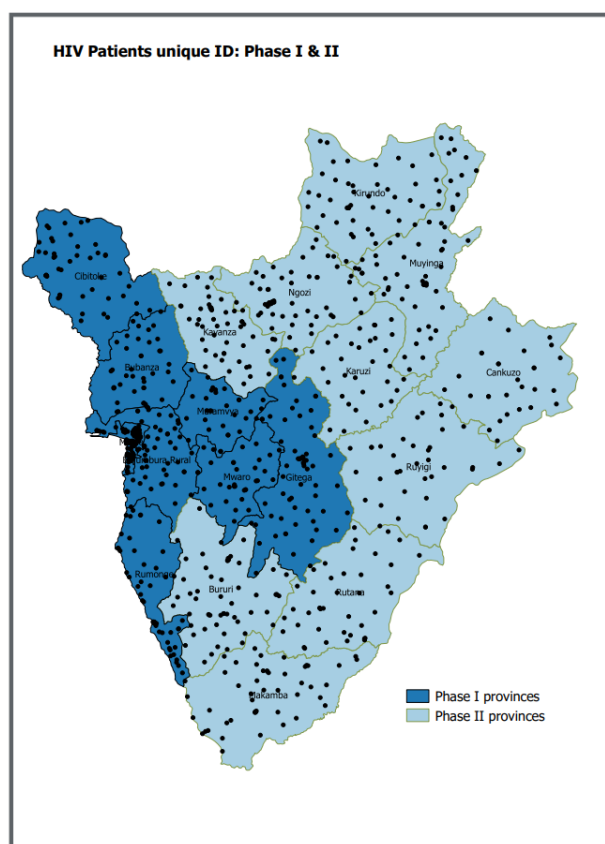 HIV Patients unique ID: Phase I & II
Kirundo
Muyinga
Cibitoke
Ngozi
Kayanza
Bubanza
Karuzi
Cankuzo
Muramvya
Bujumbura Rural
Mwaro
Gitega
Ruyigi
Rumonge
Bururi
Rutana
Makamba
Phase I provinces
Phase II provinces